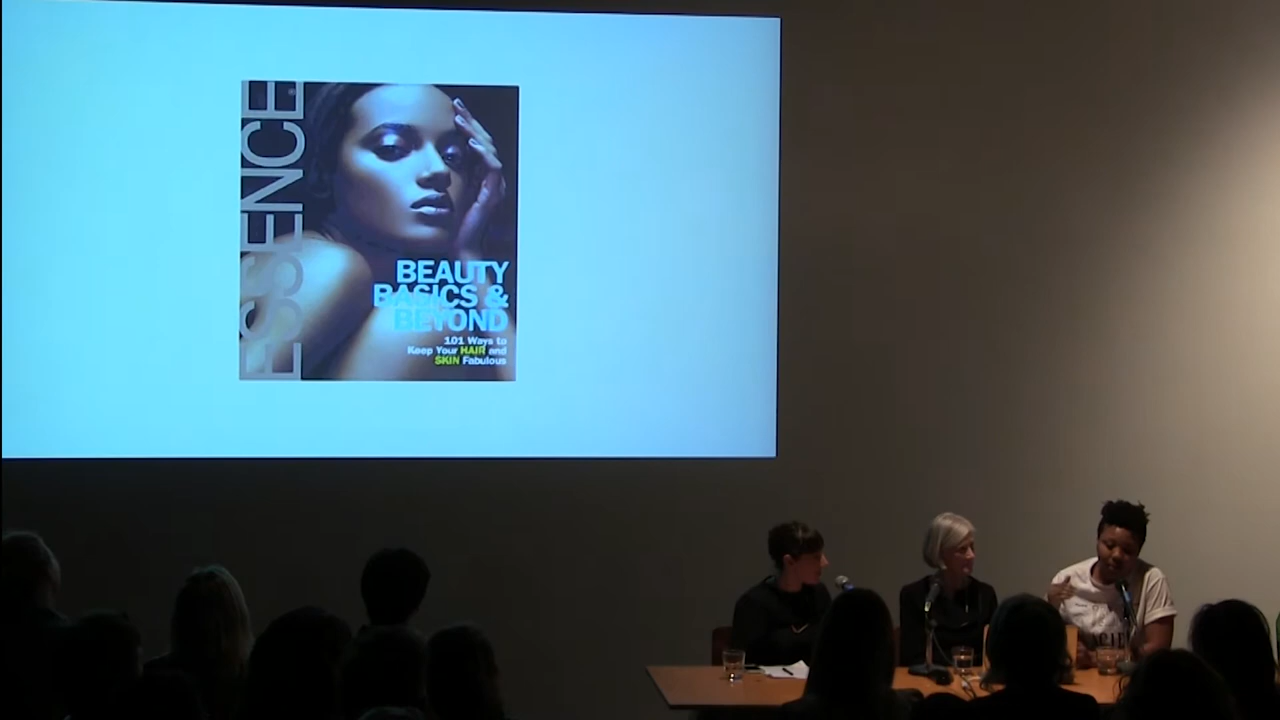 ESSENCE
BEAUTY
BASICS &
BEYOND
101 Ways to
Keep Your HAIR and
SKIN Fabulous